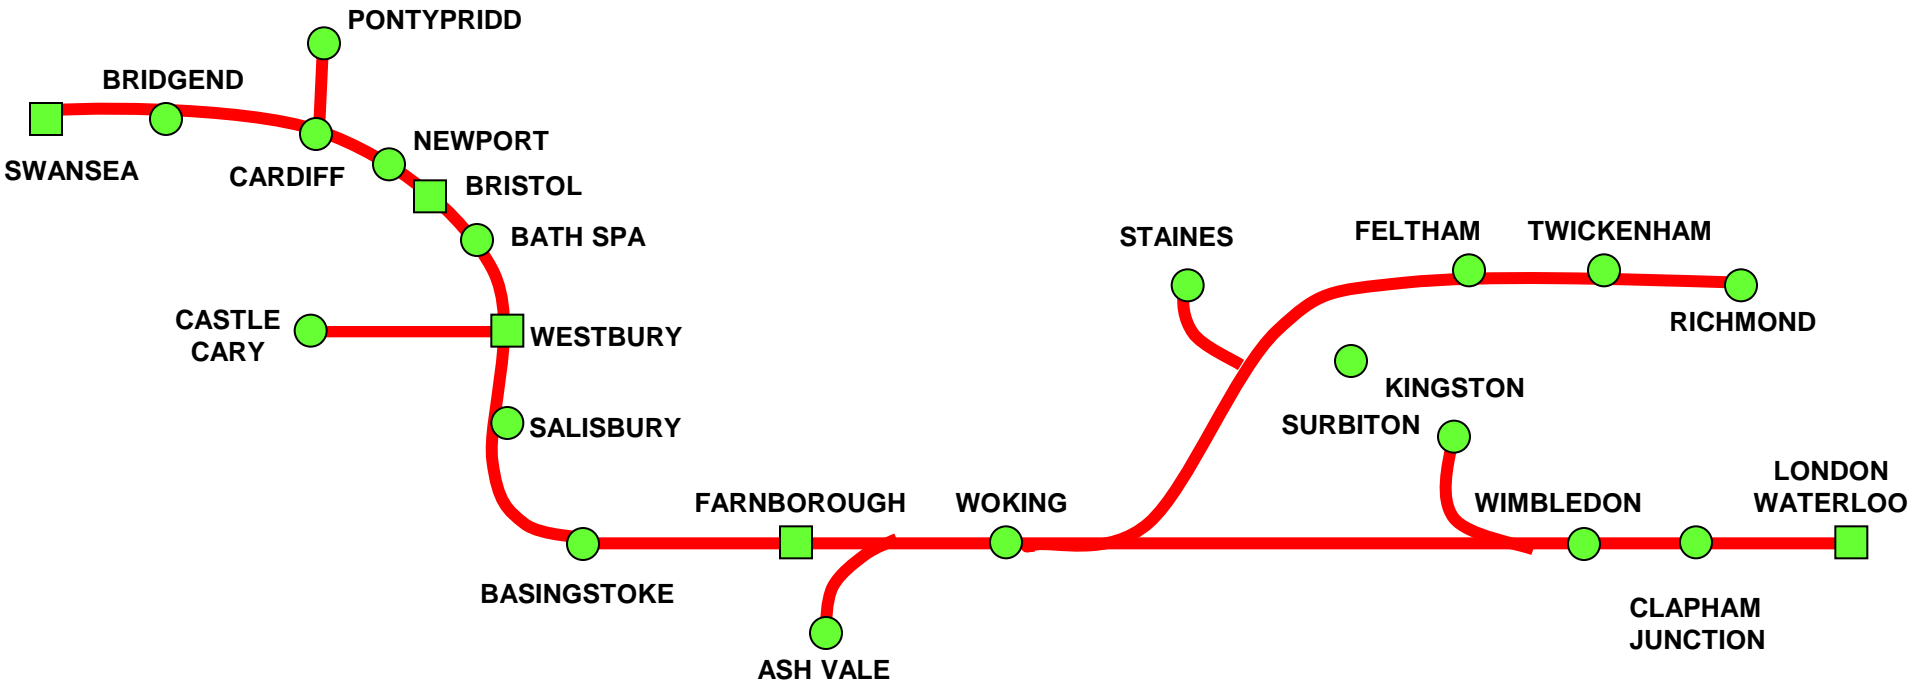 PONTYPRIDD
BRIDGEND
NEWPORT
SWANSEA
CARDIFF
BRISTOL
BATH SPA
STAINES
FELTHAM
TWICKENHAM
CASTLE
CARY
WESTBURY
RICHMOND
KINGSTON
SURBITON
SALISBURY
FARNBOROUGH
WOKING
WIMBLEDON
LONDON
WATERLOO
BASINGSTOKE
CLAPHAM
JUNCTION
ASH VALE